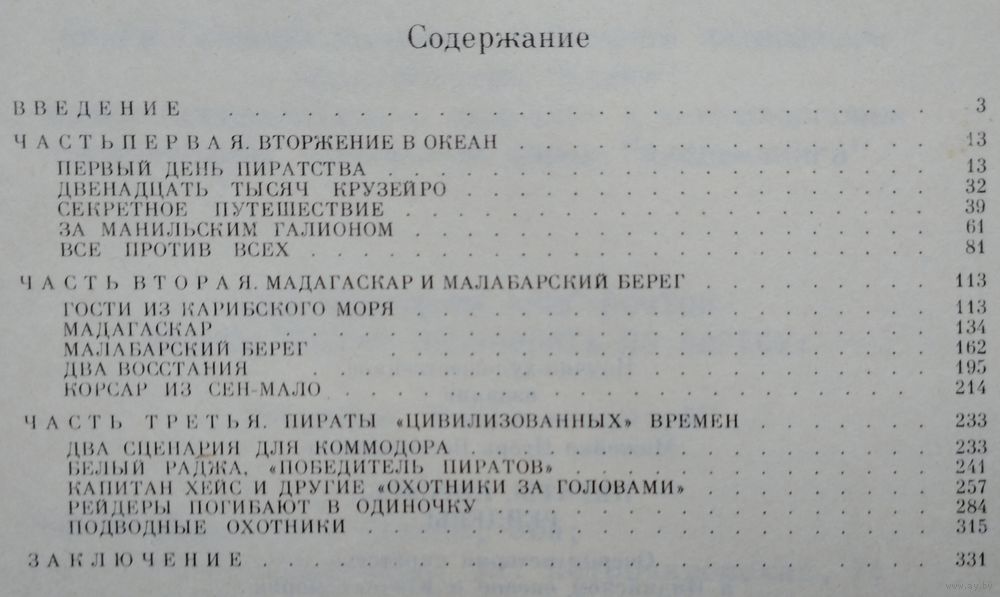 Содержание
ВВЕДЕНИЕ . . . 3
ЧАСТЬ ПЕРВАЯ. ВТОРЖЕНИЕ В ОКЕАН . . . 13
ПЕРВЫЙ ДЕНЬ ПИРАТСТВА . . . 13
ДВЕНАДЦАТЬ ТЫСЯЧ КРУЗЕЙРО . . . 32
СЕКРЕТНОЕ ПУТЕШЕСТВИЕ . . . 39
ЗА МАНИЛЬСКИМ ГАЛИОНОМ . . . 61
ВСЕ ПРОТИВ ВСЕХ . . . 81
ЧАСТЬ ВТОРАЯ. МАДАГАСКАР И МАЛАБАРСКИЙ БЕРЕГ . . . 113
ГОСТИ ИЗ КАРИБСКОГО МОРЯ . . . 113
МАДАГАСКАР . . . 134
МАЛАБАРСКИЙ БЕРЕГ . . . 162
ДВА ВОССТАНИЯ . . . 195
КОРСАР ИЗ СЕН-МАЛО . . . 214
ЧАСТЬ ТРЕТЬЯ. ПИРАТЫ «ЦИВИЛИЗОВАННЫХ» ВРЕМЕН . . . 233
ДВА СЦЕНАРИЯ ДЛЯ КОММОДОРА . . . 233
БЕЛЫЙ РАДЖА, «ПОБЕДИТЕЛЬ ПИРАТОВ» . . . 241
КАПИТАН ХЕЙС И ДРУГИЕ «ОХОТНИКИ ЗА ГОЛОВАМИ» . . . 257
РЕЙДЕРЫ ПОГИБАЮТ В ОДИНОЧКУ . . . 284
ПОДВОДНЫЕ ОХОТНИКИ . . . 315
ЗАКЛЮЧЕНИЕ . . . 331
www.ay.by